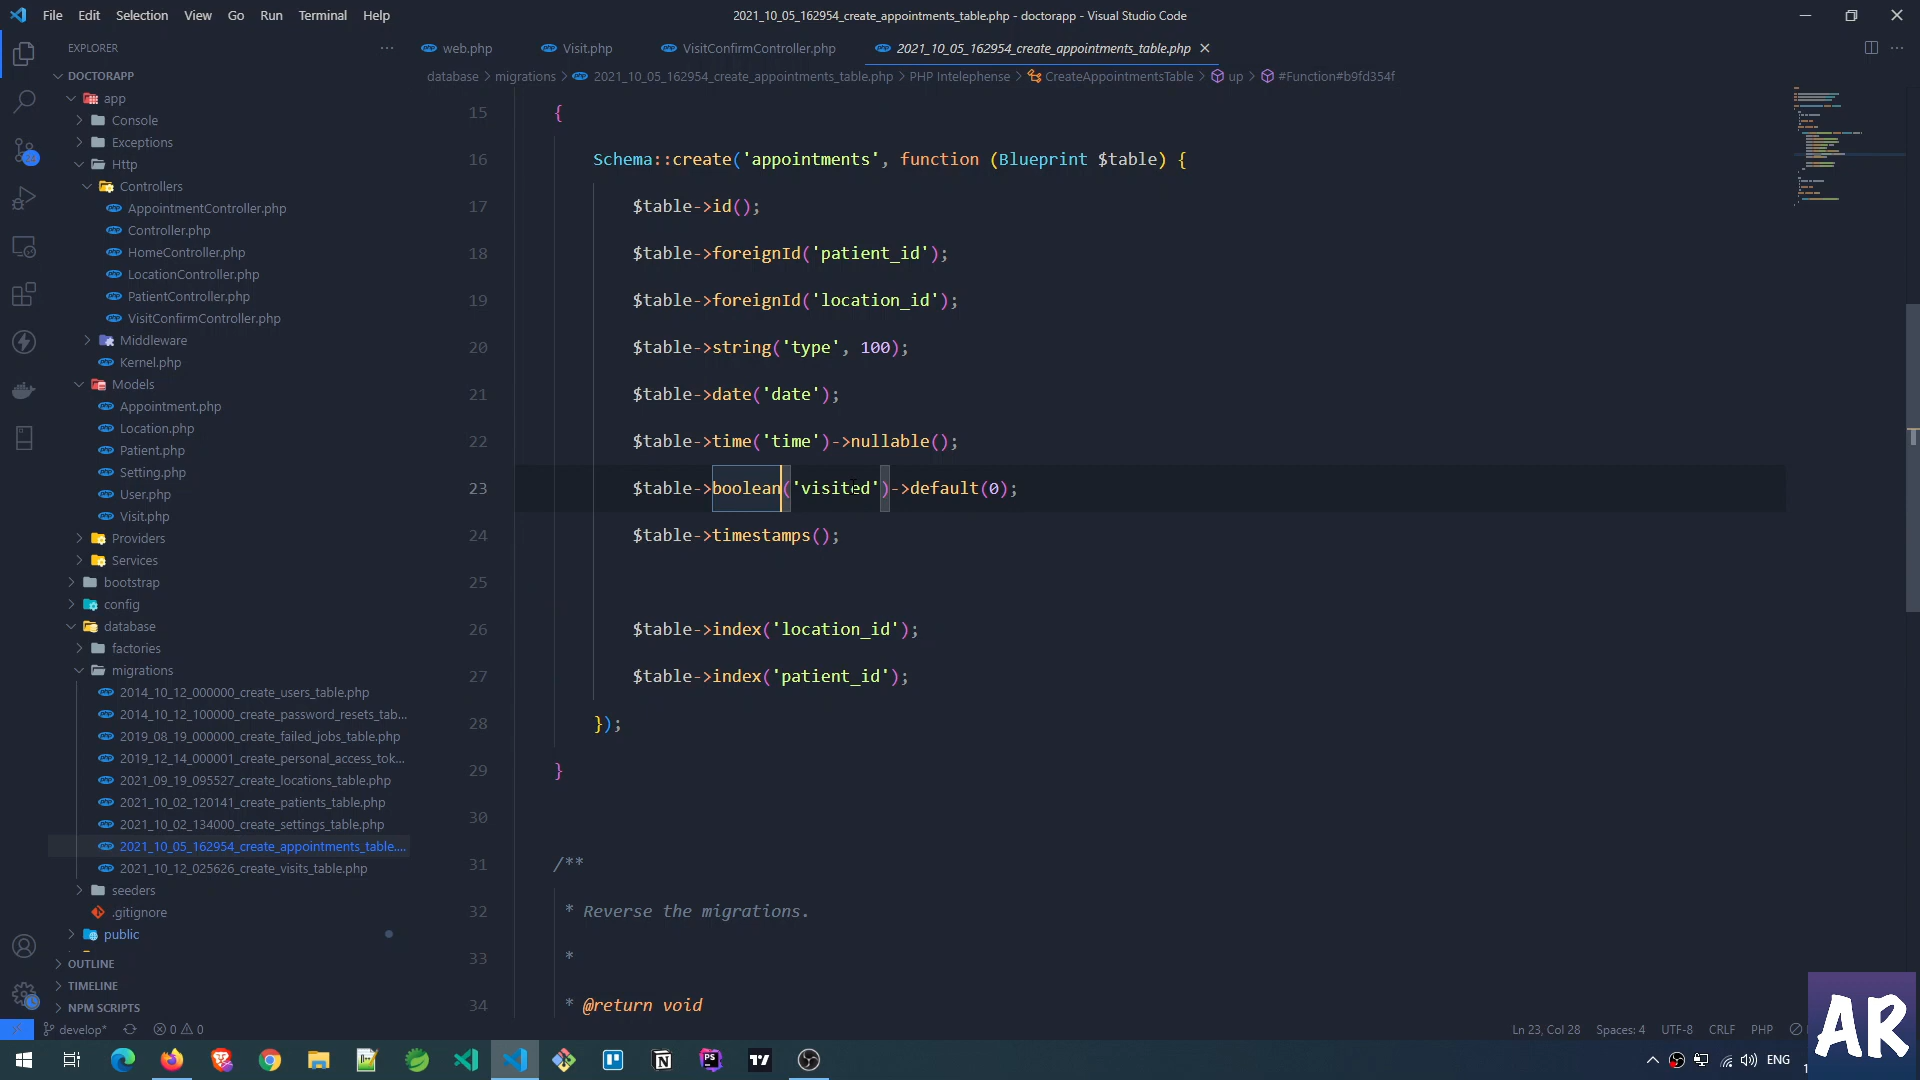 File Edit Selection View Go Run Terminal Help
2021_10_05_162954_create_appointments_table.php - doctorapp - Visual Studio Code
EXPLORER
web.php
Visit.php
VisitConfirmController.php
2021_10_05_162954_create_appointments_table.php
DOCTORAPP
database > migrations > 2021_10_05_162954_create_appointments_table.php > PHP Intelephense > CreateAppointmentsTable > up > #Function#b9fd354f
app
Console
Exceptions
Http
Controllers
AppointmentController.php
Controller.php
HomeController.php
LocationController.php
PatientController.php
VisitConfirmController.php
Middleware
Kernel.php
Models
Appointment.php
Location.php
Patient.php
Setting.php
User.php
Visit.php
Providers
Services
bootstrap
config
database
factories
migrations
2014_10_12_000000_create_users_table.php
2014_10_12_100000_create_password_resets_tab...
2019_08_19_000000_create_failed_jobs_table.php
2019_12_14_000001_create_personal_access_tok...
2021_09_19_095527_create_locations_table.php
2021_10_02_120141_create_patients_table.php
2021_10_02_134000_create_settings_table.php
2021_10_05_162954_create_appointments_table....
2021_10_12_025626_create_visits_table.php
seeders
.gitignore
public
OUTLINE
TIMELINE
NPM SCRIPTS
15 {
16 Schema::create('appointments', function (Blueprint $table) {
17 $table->id();
18 $table->foreignId('patient_id');
19 $table->foreignId('location_id');
20 $table->string('type', 100);
21 $table->date('date');
22 $table->time('time')->nullable();
23 $table->boolean('visited')->default(0);
24 $table->timestamps();
25
26 $table->index('location_id');
27 $table->index('patient_id');
28 });
29 }
30
31 /**
32 * Reverse the migrations.
33 *
34 * @return void
develop* 0 0
Ln 23, Col 28 Spaces: 4 UTF-8 CRLF PHP
ENG
AR